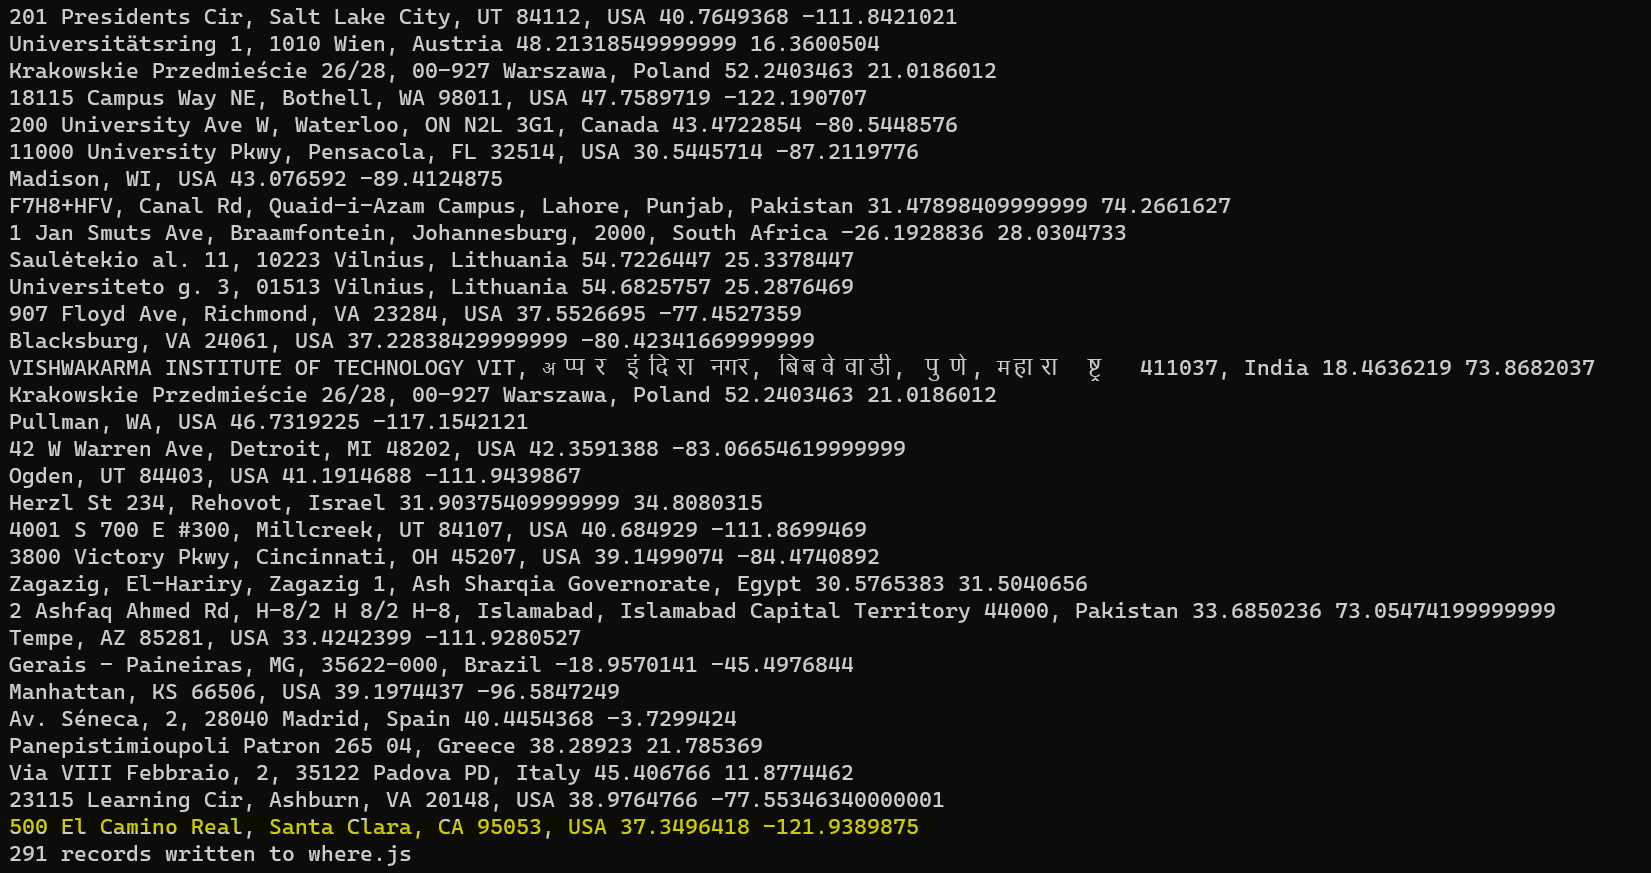 201 Presidents Cir, Salt Lake City, UT 84112, USA 40.7649368 -111.8421021
Universitätsring 1, 1010 Wien, Austria 48.21318549999999 16.3600504
Krakowskie Przedmieście 26/28, 00-927 Warszawa, Poland 52.2403463 21.0186012
18115 Campus Way NE, Bothell, WA 98011, USA 47.7589719 -122.190707
200 University Ave W, Waterloo, ON N2L 3G1, Canada 43.4722854 -80.5448576
11000 University Pkwy, Pensacola, FL 32514, USA 30.5445714 -87.2119776
Madison, WI, USA 43.076592 -89.4124875
F7H8+HFV, Canal Rd, Quaid-i-Azam Campus, Lahore, Punjab, Pakistan 31.47898409999999 74.2661627
1 Jan Smuts Ave, Braamfontein, Johannesburg, 2000, South Africa -26.1928836 28.0304733
Saulėtekio al. 11, 10223 Vilnius, Lithuania 54.7226447 25.3378447
Universiteto g. 3, 01513 Vilnius, Lithuania 54.6825757 25.2876469
907 Floyd Ave, Richmond, VA 23284, USA 37.5526695 -77.4527359
Blacksburg, VA 24061, USA 37.22838429999999 -80.42341669999999
VISHWAKARMA INSTITUTE OF TECHNOLOGY VIT, अप्पर इंदिरा नगर, बिबवेवाडी, पुणे, महाराष्ट्र 411037, India 18.4636219 73.8682037
Krakowskie Przedmieście 26/28, 00-927 Warszawa, Poland 52.2403463 21.0186012
Pullman, WA, USA 46.7319225 -117.1542121
42 W Warren Ave, Detroit, MI 48202, USA 42.3591388 -83.06654619999999
Ogden, UT 84403, USA 41.1914688 -111.9439867
Herzl St 234, Rehovot, Israel 31.90375409999999 34.8080315
4001 S 700 E #300, Millcreek, UT 84107, USA 40.684929 -111.8699469
3800 Victory Pkwy, Cincinnati, OH 45207, USA 39.1499074 -84.4740892
Zagazig, El-Hariry, Zagazig 1, Ash Sharqia Governorate, Egypt 30.5765383 31.5040656
2 Ashfaq Ahmed Rd, H-8/2 H 8/2 H-8, Islamabad, Islamabad Capital Territory 44000, Pakistan 33.6850236 73.05474199999999
Tempe, AZ 85281, USA 33.4242399 -111.9280527
Gerais - Paineiras, MG, 35622-000, Brazil -18.9570141 -45.4976844
Manhattan, KS 66506, USA 39.1974437 -96.5847249
Av. Séneca, 2, 28040 Madrid, Spain 40.4454368 -3.7299424
Panepistimioupoli Patron 265 04, Greece 38.28923 21.785369
Via VIII Febbraio, 2, 35122 Padova PD, Italy 45.406766 11.8774462
23115 Learning Cir, Ashburn, VA 20148, USA 38.9764766 -77.55346340000001
500 El Camino Real, Santa Clara, CA 95053, USA 37.3496418 -121.9389875
291 records written to where.js